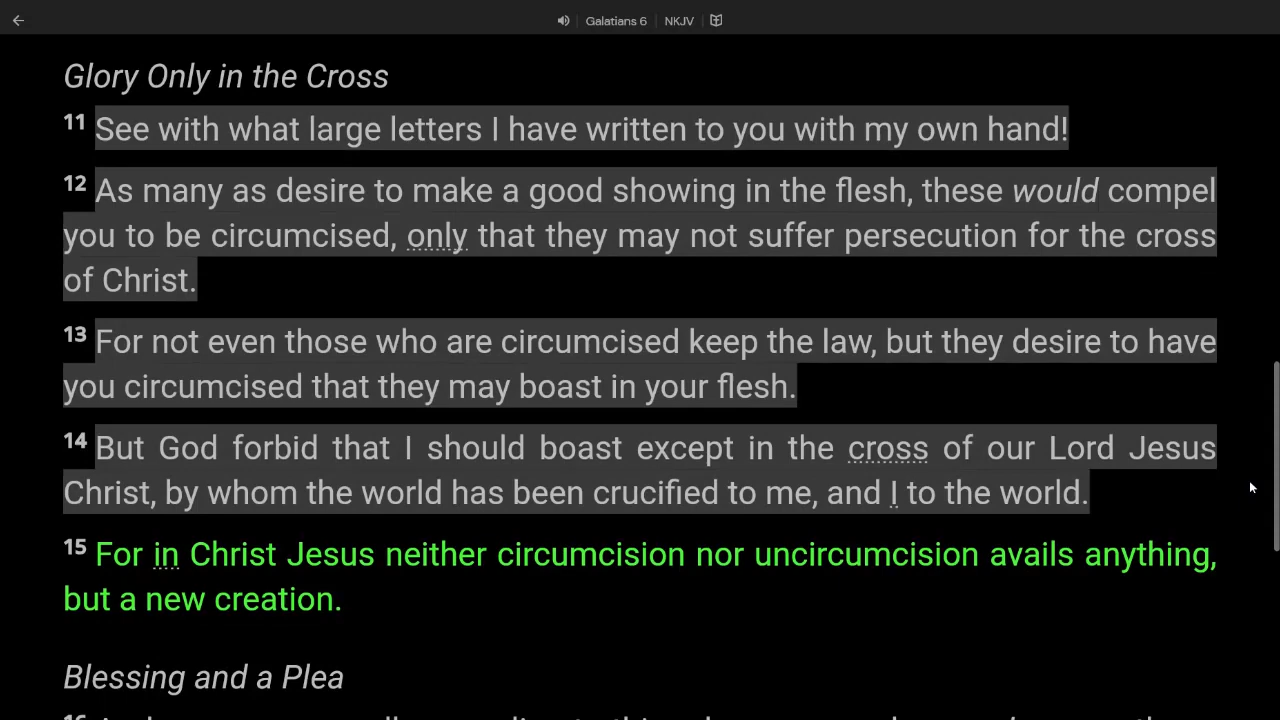 Galatians 6 NKJV
Glory Only in the Cross
11 See with what large letters I have written to you with my own hand!
12 As many as desire to make a good showing in the flesh, these would compel
you to be circumcised, only that they may not suffer persecution for the cross
of Christ.
13 For not even those who are circumcised keep the law, but they desire to have
you circumcised that they may boast in your flesh.
14 But God forbid that I should boast except in the cross of our Lord Jesus
Christ, by whom the world has been crucified to me, and I to the world.
15 For in Christ Jesus neither circumcision nor uncircumcision avails anything,
but a new creation.
Blessing and a Plea